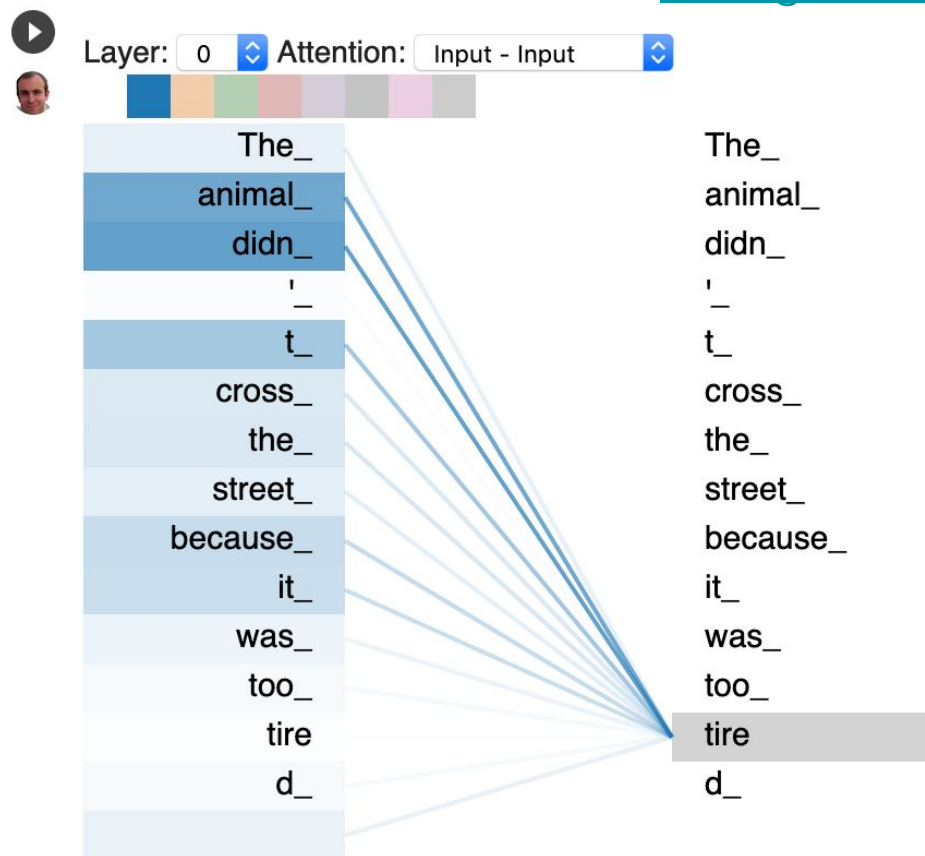 Layer: 0 Attention: Input - Input
The_ The_
animal_ animal_
didn_ didn_
'_ '_
t_ t_
cross_ cross_
the_ the_
street_ street_
because_ because_
it_ it_
was_ was_
too_ too_
tire tire
d_ d_